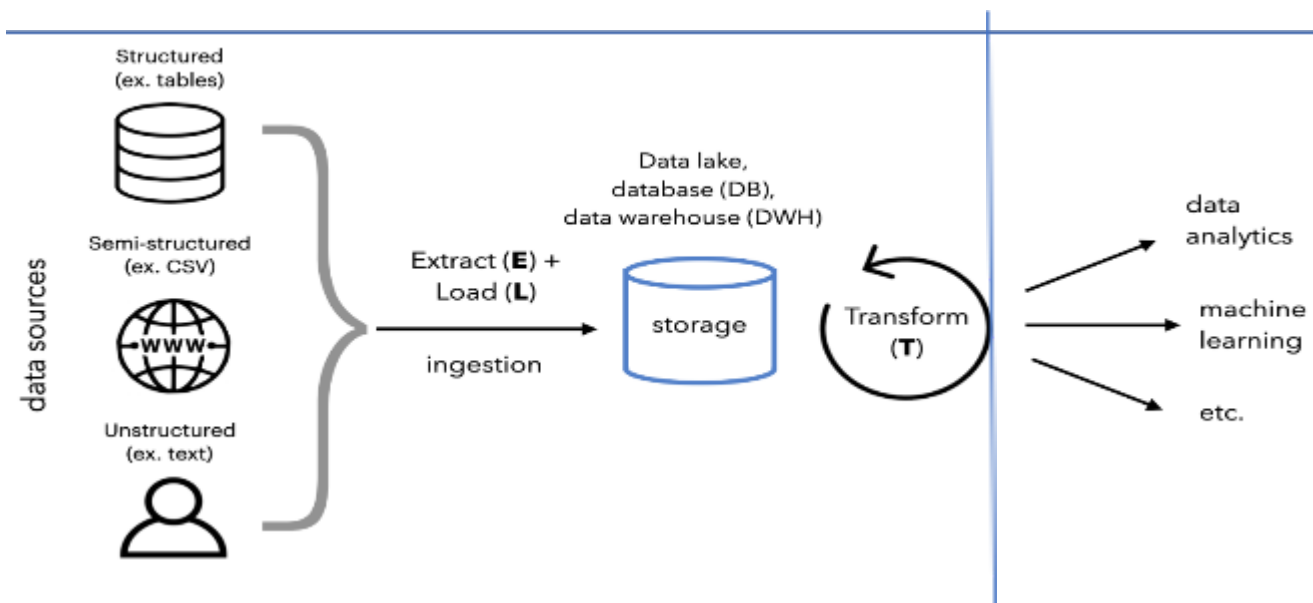 Structured
(ex. tables)
Semi-structured
(ex. CSV)
WWW
Unstructured
(ex. text)
data sources
Extract (E) +
Load (L)
ingestion
Data lake,
database (DB),
data warehouse (DWH)
storage
Transform
(T)
data
analytics
machine
learning
etc.